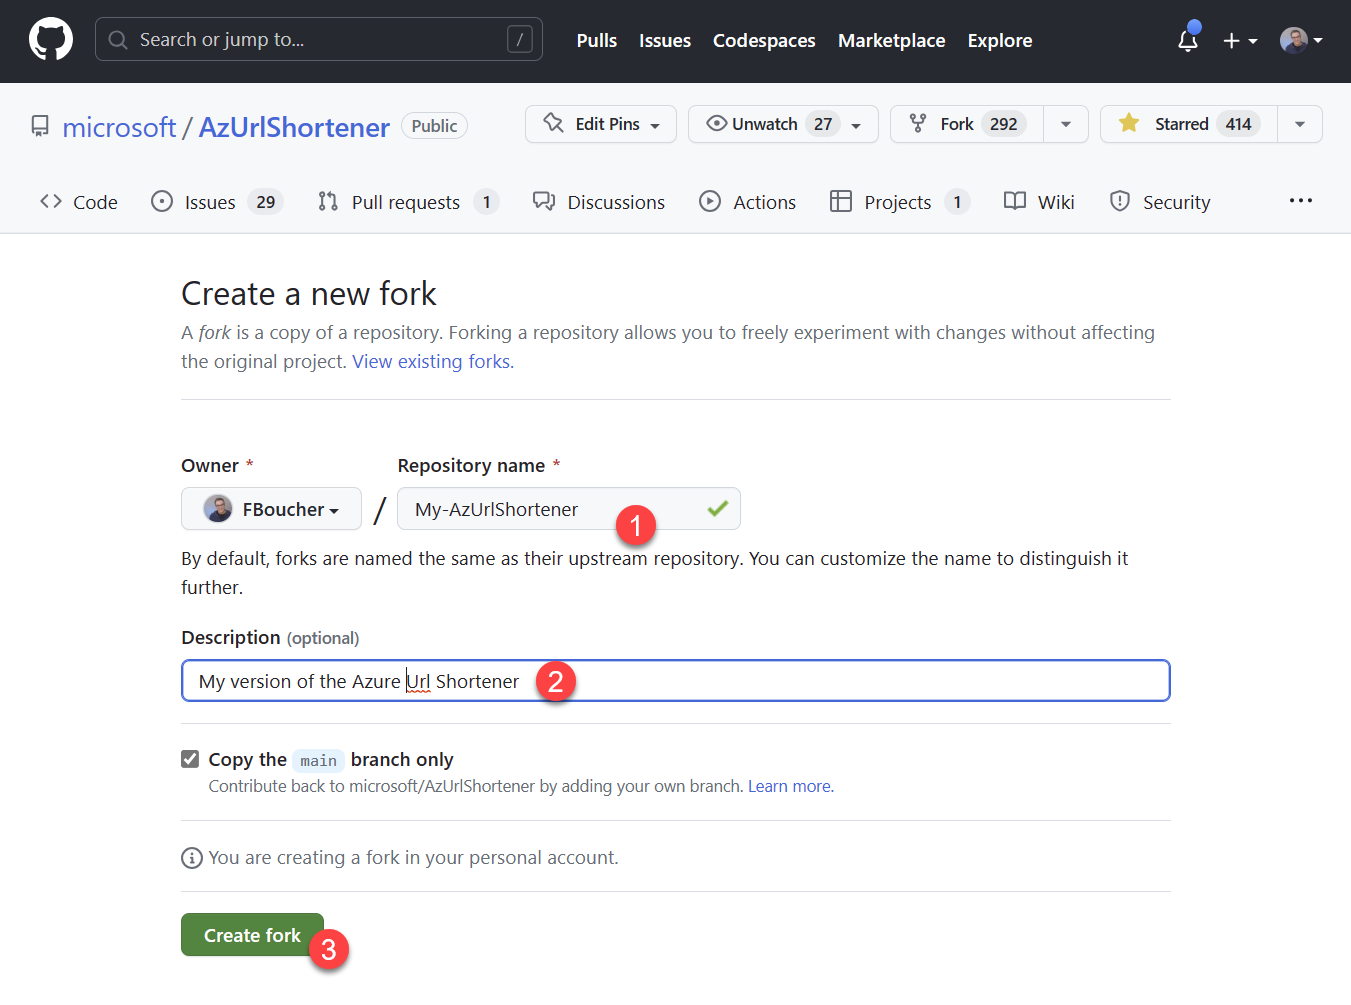 Search or jump to... /
Pulls Issues Codespaces Marketplace Explore
microsoft / AzUrlShortener Public
Edit Pins Unwatch 27 Fork 292 Starred 414
Code Issues 29 Pull requests 1 Discussions Actions Projects 1 Wiki Security ...
Create a new fork
A fork is a copy of a repository. Forking a repository allows you to freely experiment with changes without affecting
the original project. View existing forks.
Owner * Repository name *
FBoucher / My-AzUrlShortener
1
By default, forks are named the same as their upstream repository. You can customize the name to distinguish it
further.
Description (optional)
My version of the Azure Url Shortener 2
Copy the main branch only
Contribute back to microsoft/AzUrlShortener by adding your own branch. Learn more.
You are creating a fork in your personal account.
Create fork 3